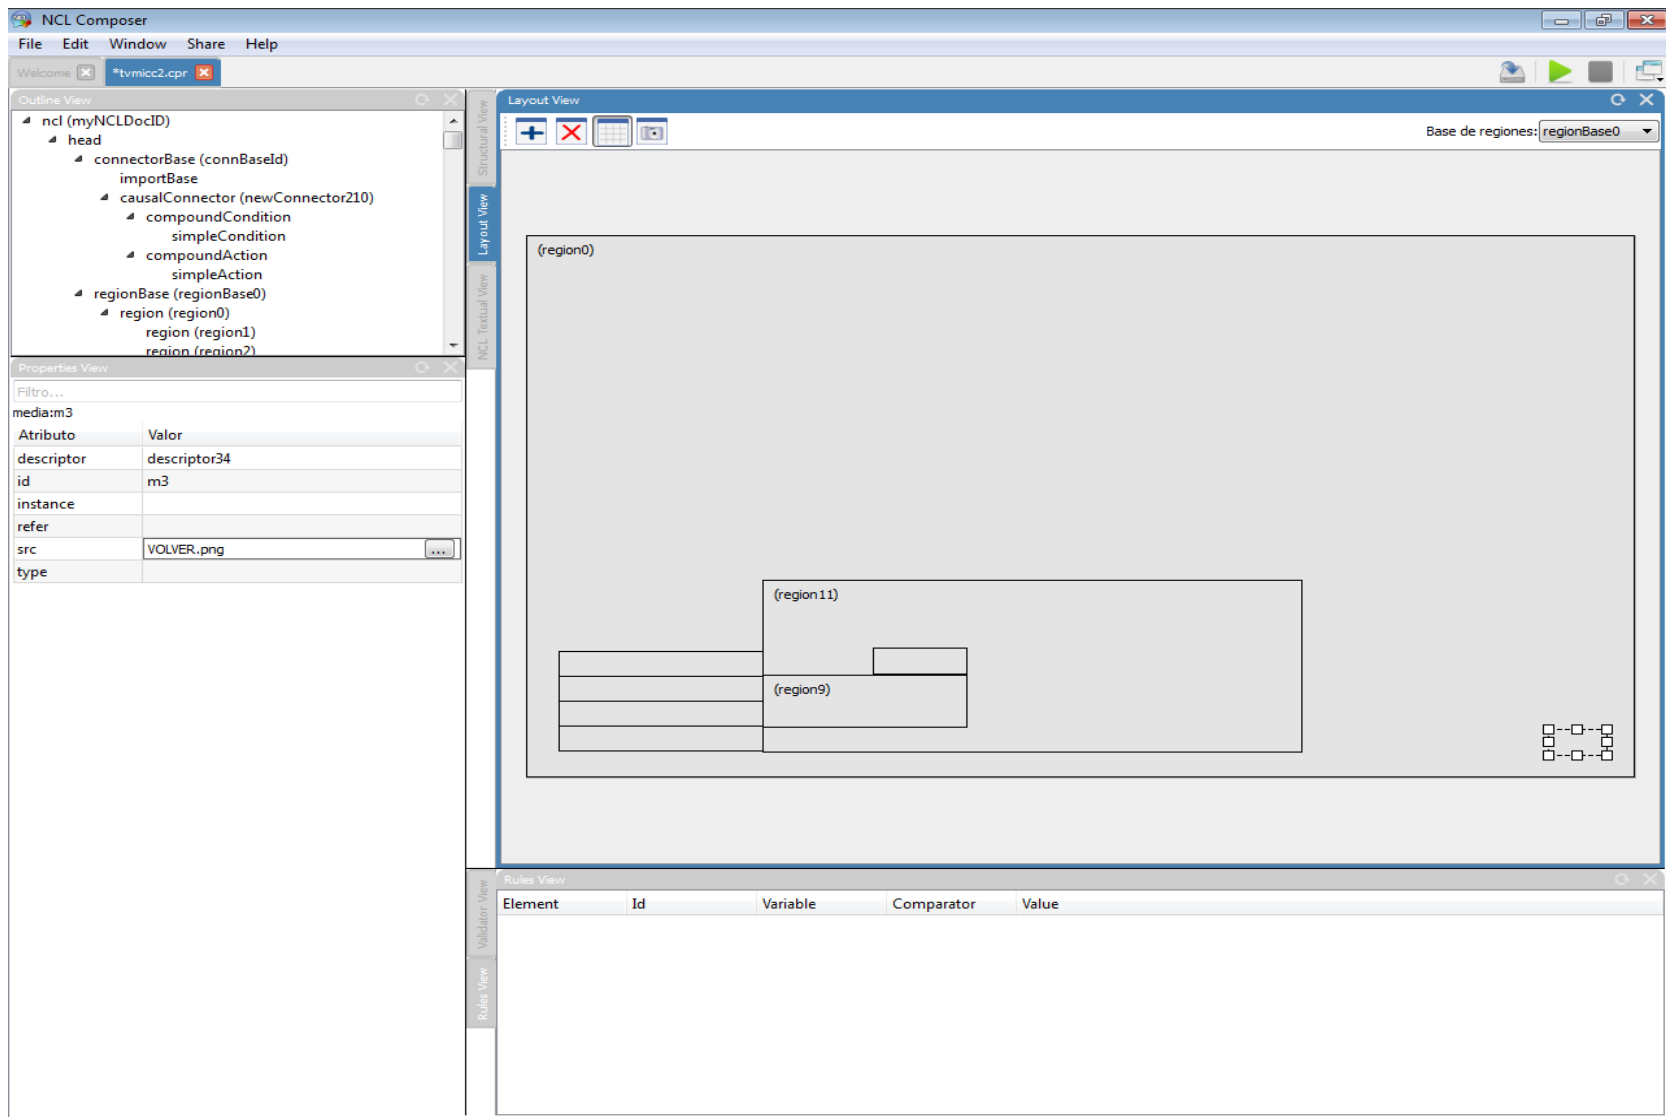 NCL Composer
File Edit Window Share Help
Welcome *tvmicc2.cpr
Outline View
ncl (myNCLDocID)
head
connectorBase (connBaseId)
importBase
causalConnector (newConnector210)
compoundCondition
simpleCondition
compoundAction
simpleAction
regionBase (regionBase0)
region (region0)
region (region1)
region (region2)
Properties View
Filtro...
media:m3
Atributo Valor
descriptor descriptor34
id m3
instance
refer
src VOLVER.png ...
type
Structural View
Layout View
NCL Textual View
Layout View
Base de regiones: regionBase0
(region0)
(region11)
(region9)
Validator View
Rules View
Rules View
Element Id Variable Comparator Value